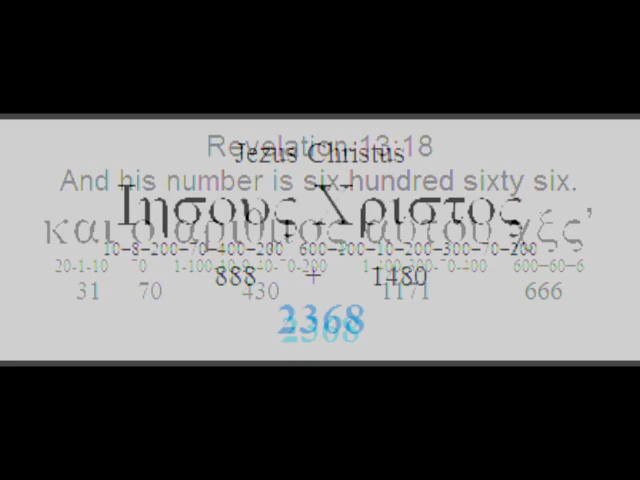 Revelation 13:18
Jezus Christus
And his number is six hundred sixty six.
Ιησους Χριστος
και ο αριθμος αυτου χξς’
10-8-200-70-400-200 600-100-10-200-300-70-200
20-1-10 70 1-100-10-9-40-70-200 1-400-300-70-400 600-60-6
888 + 1480
31 70 430 1171 666
2368
2368